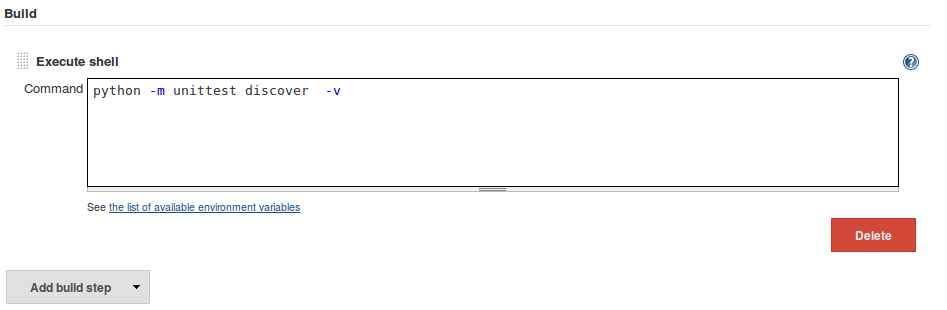 Build
Execute shell
?
Command
python -m unittest discover  -v
See the list of available environment variables
Delete
Add build step